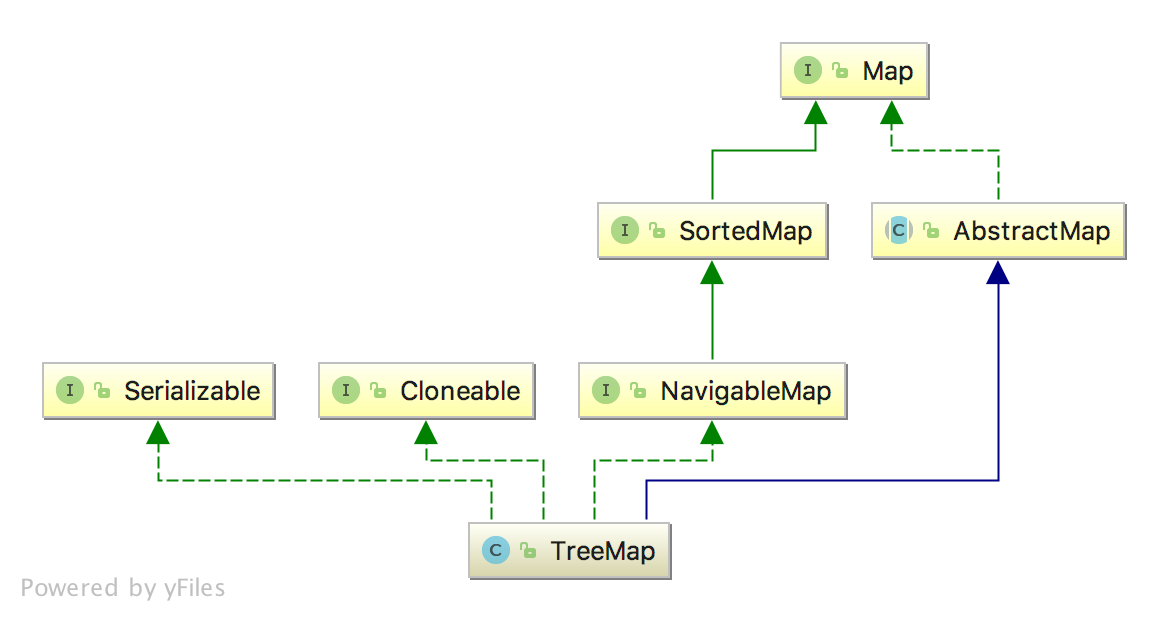 I Map
I SortedMap
C AbstractMap
I Serializable
I Cloneable
I NavigableMap
C TreeMap
Powered by yFiles